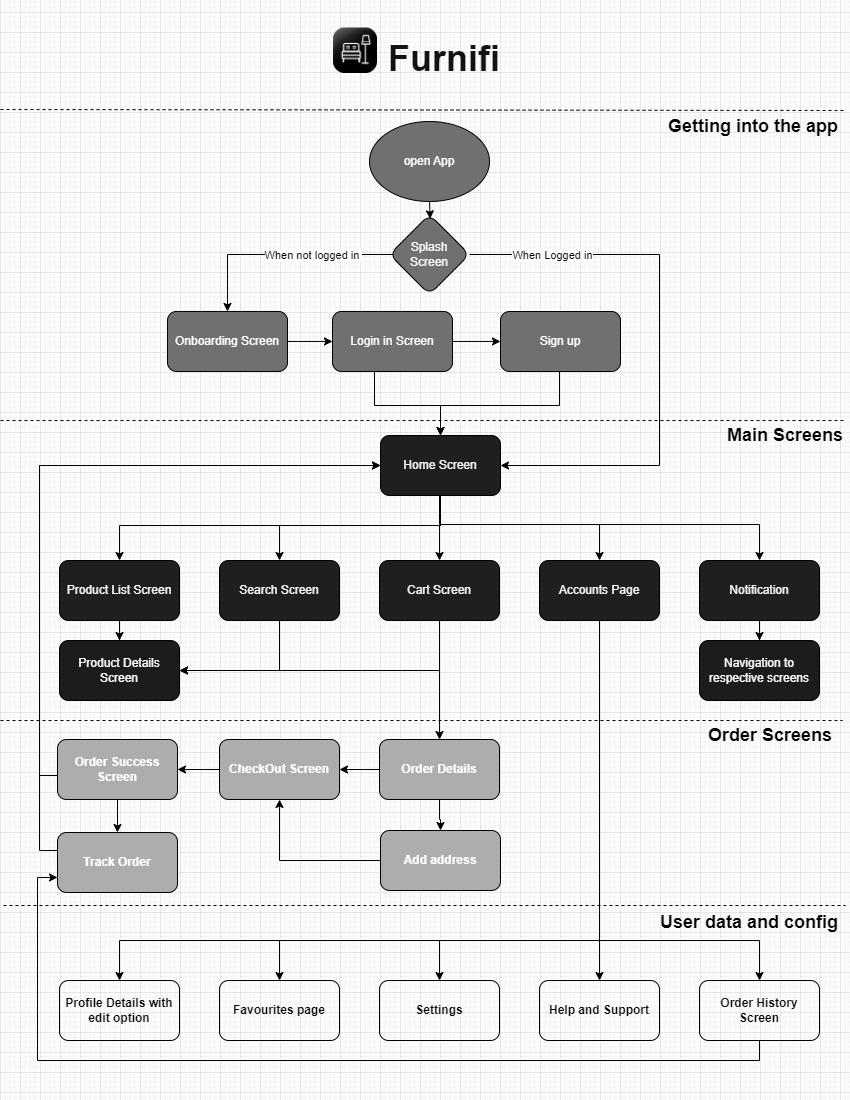 Furnifi
Getting into the app
open App
Splash
Screen
When not logged in
When Logged in
Onboarding Screen
Login in Screen
Sign up
Main Screens
Home Screen
Product List Screen
Search Screen
Cart Screen
Accounts Page
Notification
Product Details
Screen
Navigation to
respective screens
Order Screens
Order Success
Screen
CheckOut Screen
Order Details
Track Order
Add address
User data and config
Profile Details with
edit option
Favourites page
Settings
Help and Support
Order History
Screen